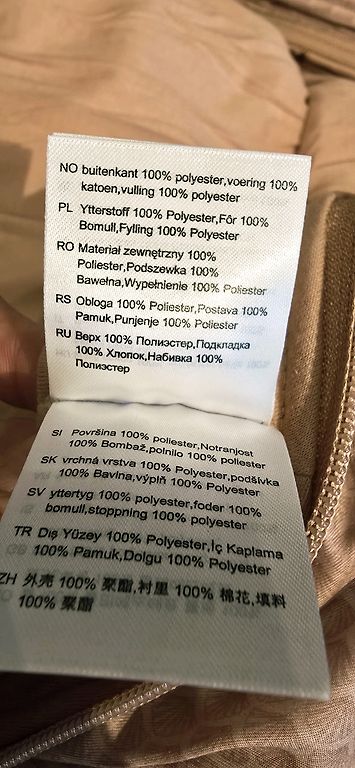 NO buitenkant 100% polyester,voering 100%
katoen,vulling 100% polyester
PL Ytterstoff 100% Polyester,Fôr 100%
Bomull,Fylling 100% Polyester
RO Materiał zewnętrzny 100%
Poliester,Podszewka 100%
Bawełna,Wypełnienie 100% Poliester
RS Obloga 100% Poliester,Postava 100%
Pamuk,Punjenje 100% Poliester
RU Верх 100% Полиэстер,Подкладка
100% Хлопок,Набивка 100%
Полиэстер
SI Površina 100% poliester,Notranjost
100% Bombaž,polnilo 100% poliester
SK vrchná vrstva 100% Polyester,podšívka
100% Bavlna,výplň 100% Polyester
SV yttertyg 100% polyester,foder 100%
bomull,stoppning 100% polyester
TR Dış Yüzey 100% Polyester,İç Kaplama
100% Pamuk,Dolgu 100% Polyester
ZH 外壳 100% 聚酯,衬里 100% 棉花,填料
100% 聚酯